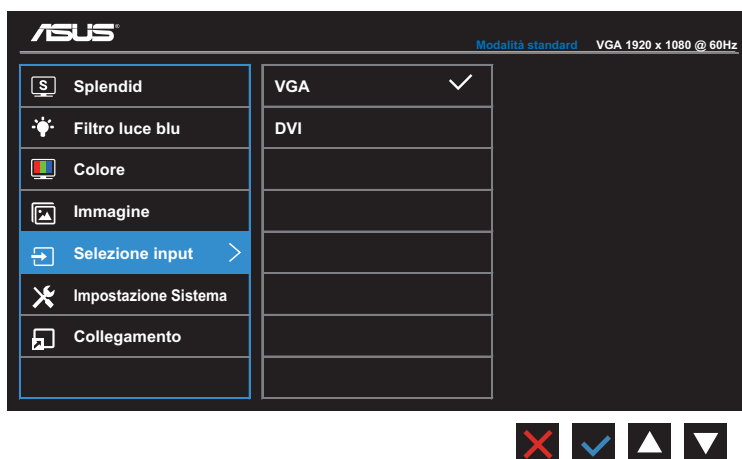 ASUS
Modalità standard VGA 1920 x 1080 @ 60Hz
S Splendid
Filtro luce blu
Colore
Immagine
Selezione input
Impostazione Sistema
Collegamento
VGA
DVI